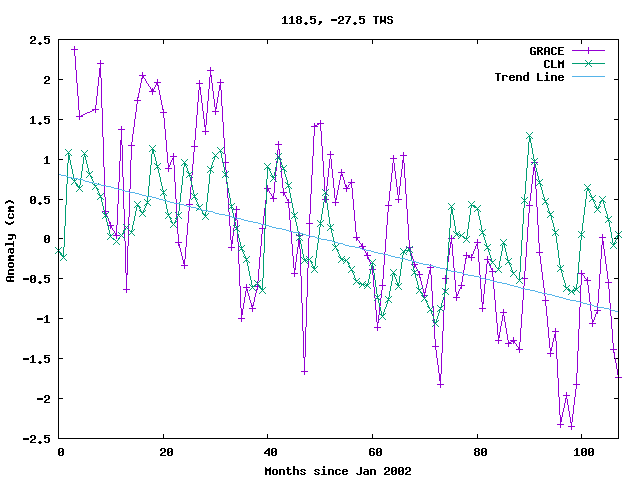 118.5, -27.5 TWS
GRACE
CLM
Trend Line
2.5
2
1.5
1
0.5
0
-0.5
-1
-1.5
-2
-2.5
Anomaly (cm)
0 20 40 60 80 100
Months since Jan 2002